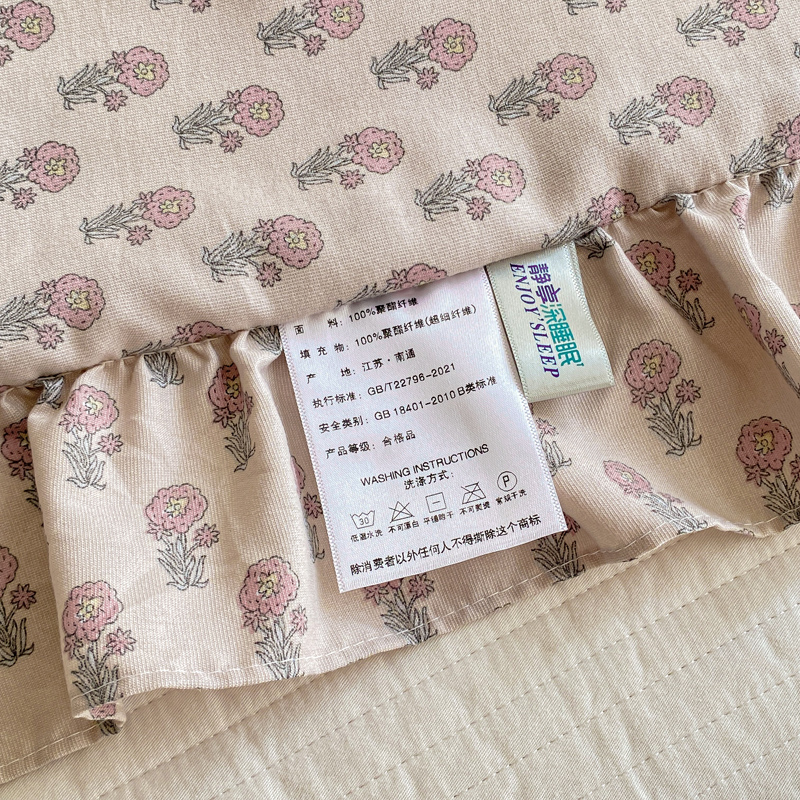 面 料: 100%聚酯纤维
填 充 物: 100%聚酯纤维(超细纤维)
产 地: 江苏·南通
执行标准: GB/T22796-2021
安全类别: GB 18401-2010B类标准
产品等级: 合格品
WASHING INSTRUCTIONS
洗涤方式:
30
P
低温水洗 不可漂白 平铺晾干 不可熨烫 常规干洗
除消费者以外任何人不得撕除这个商标
静享深睡眠
ENJOY SLEEP